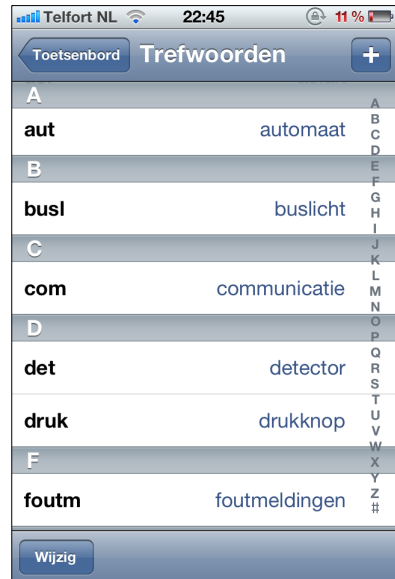 Telfort NL 22:45 11 %
Toetsenbord Trefwoorden +
A
aut automaat
B
busl buslicht
C
com communicatie
D
det detector
druk drukknop
F
foutm foutmeldingen
A
B
C
D
E
F
G
H
I
J
K
L
M
N
O
P
Q
R
S
T
U
V
W
X
Y
Z
#
Wijzig